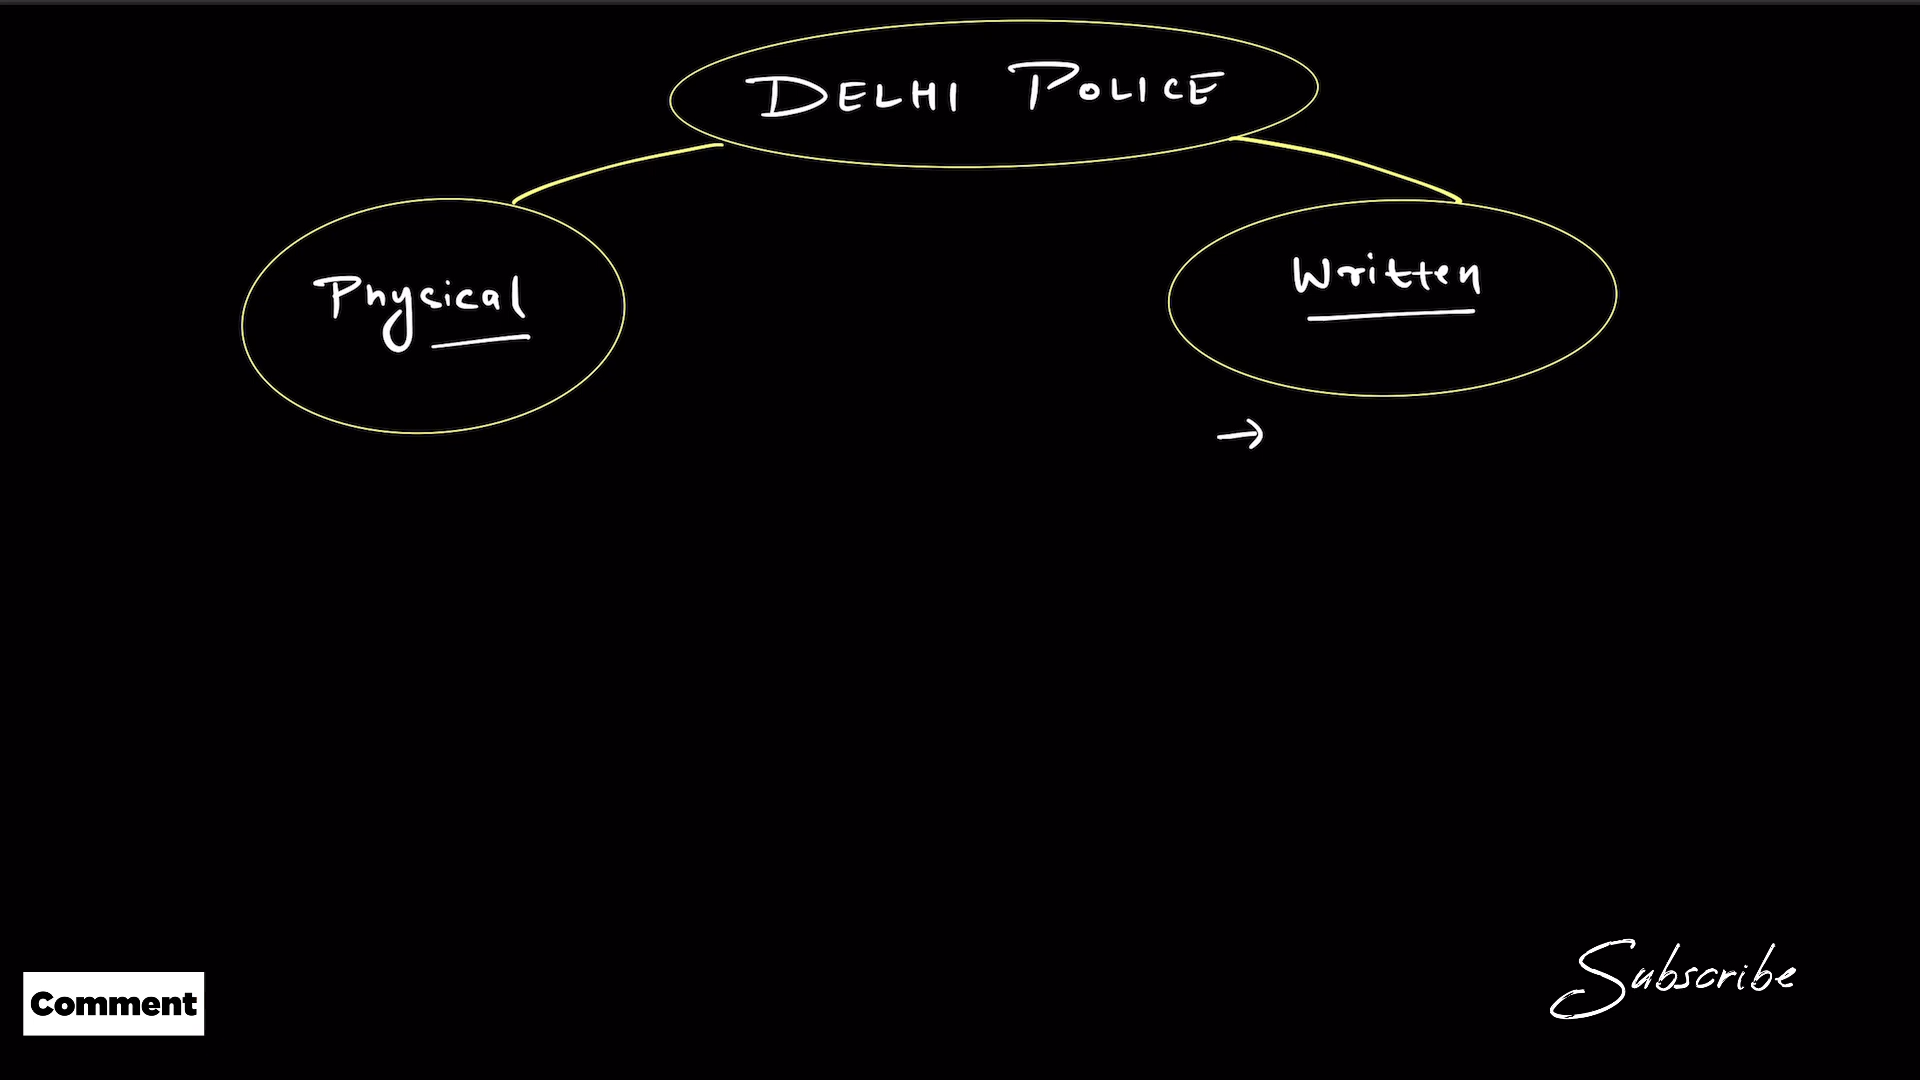 DELHI POLICE
Physical
Written
→
Comment
Subscribe